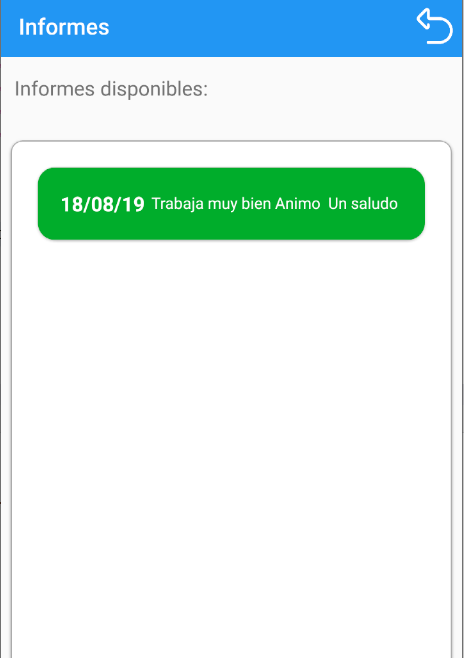 Informes
Informes disponibles:
18/08/19 Trabaja muy bien Animo Un saludo